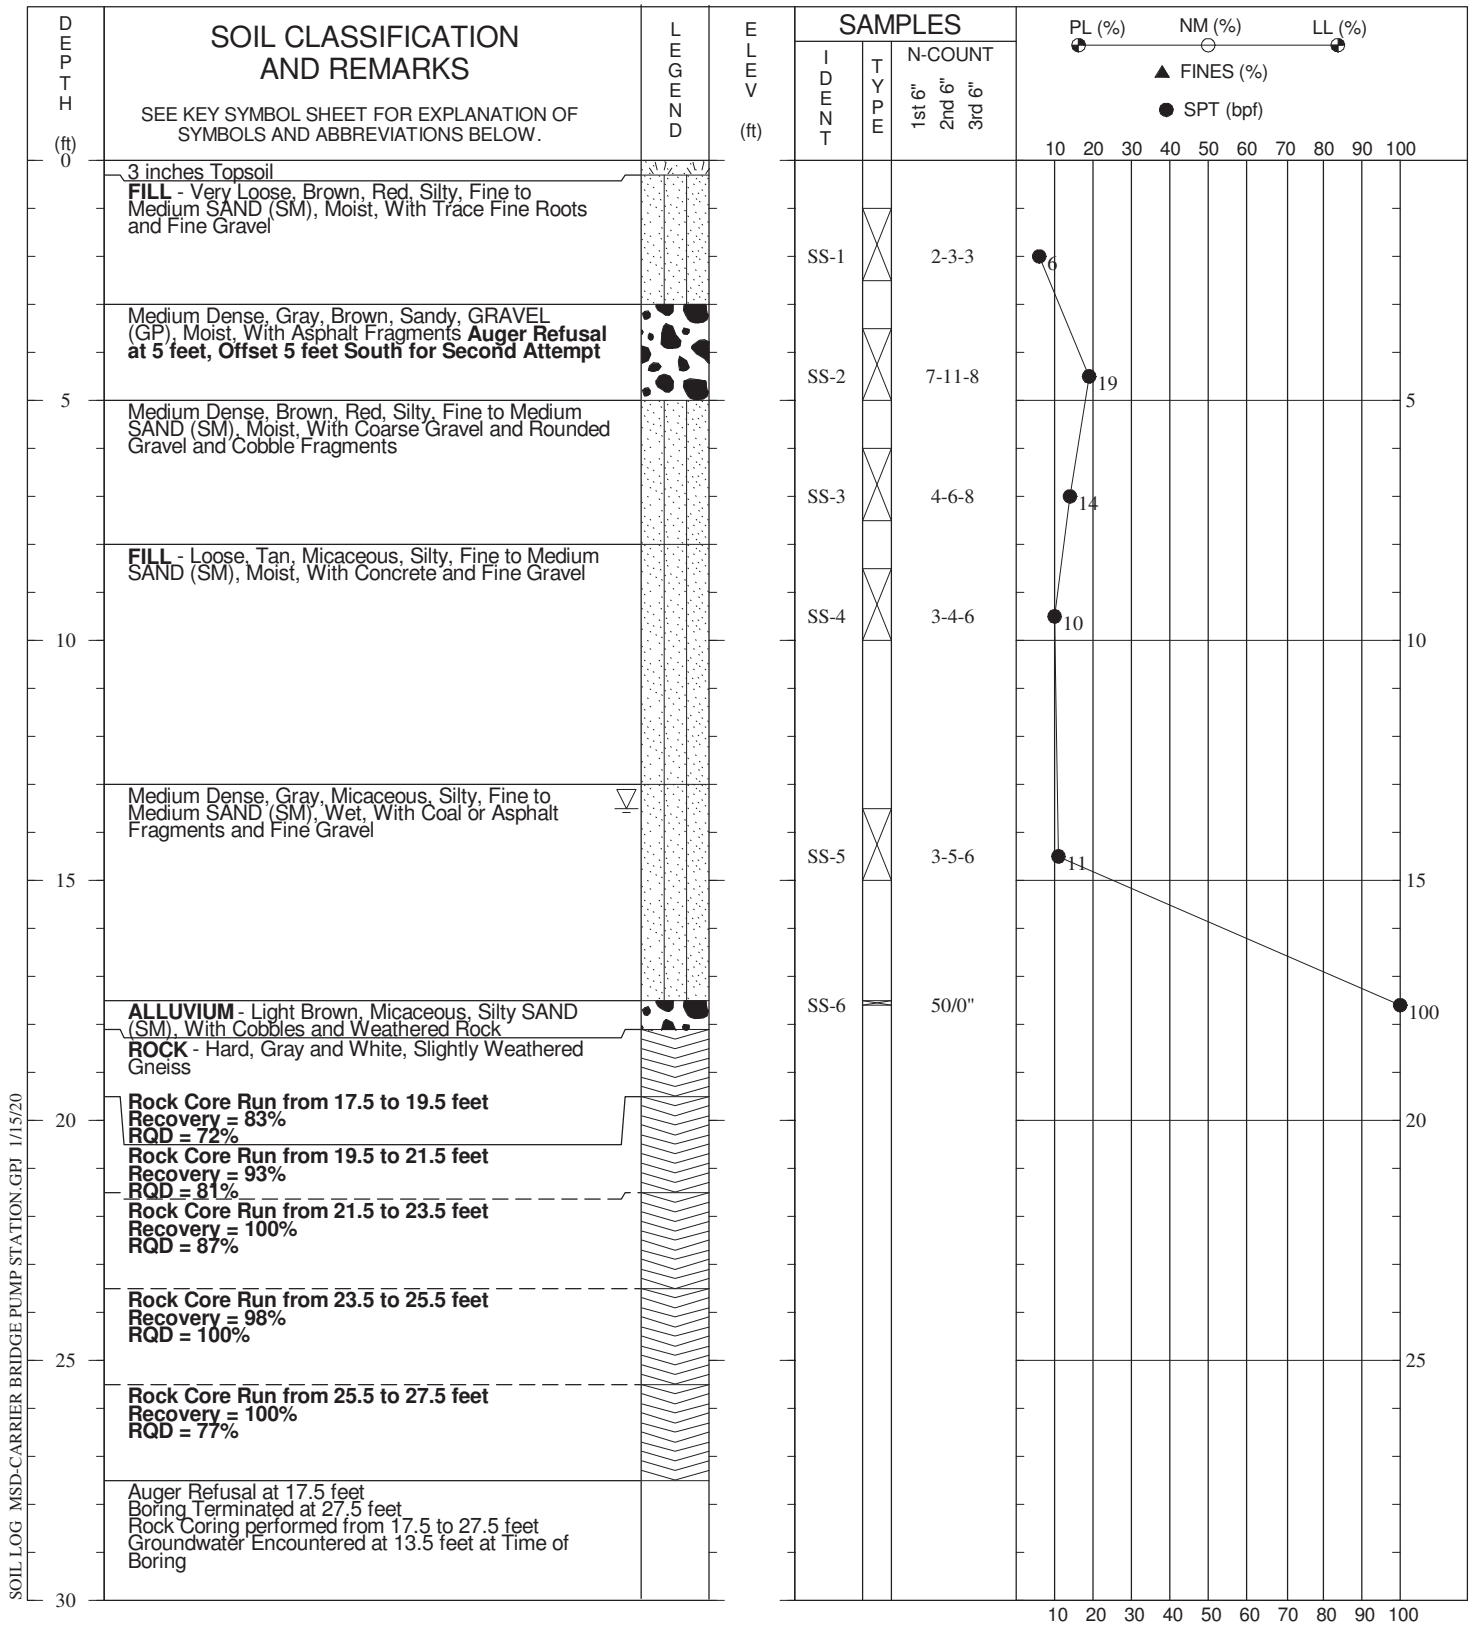 DEPTH
(ft)
SOIL CLASSIFICATION
AND REMARKS
SEE KEY SYMBOL SHEET FOR EXPLANATION OF
SYMBOLS AND ABBREVIATIONS BELOW.
LEGEND
ELEV
(ft)
SAMPLES
IDENT
TYPE
N-COUNT
1st 6"
2nd 6"
3rd 6"
PL (%)
NM (%)
LL (%)
▲ FINES (%)
● SPT (bpf)
10 20 30 40 50 60 70 80 90 100
0
3 inches Topsoil
FILL - Very Loose, Brown, Red, Silty, Fine to
Medium SAND (SM), Moist, With Trace Fine Roots
and Fine Gravel
SS-1 2-3-3 6
Medium Dense, Gray, Brown, Sandy, GRAVEL
(GP), Moist, With Asphalt Fragments Auger Refusal
at 5 feet, Offset 5 feet South for Second Attempt
SS-2 7-11-8 19
5 5
Medium Dense, Brown, Red, Silty, Fine to Medium
SAND (SM), Moist, With Coarse Gravel and Rounded
Gravel and Cobble Fragments
SS-3 4-6-8 14
FILL - Loose, Tan, Micaceous, Silty, Fine to Medium
SAND (SM), Moist, With Concrete and Fine Gravel
SS-4 3-4-6 10
10 10
Medium Dense, Gray, Micaceous, Silty, Fine to
Medium SAND (SM), Wet, With Coal or Asphalt
Fragments and Fine Gravel
SS-5 3-5-6 11
15 15
ALLUVIUM - Light Brown, Micaceous, Silty SAND
(SM), With Cobbles and Weathered Rock
SS-6 50/0" 100
ROCK - Hard, Gray and White, Slightly Weathered
Gneiss
Rock Core Run from 17.5 to 19.5 feet
Recovery = 83%
RQD = 72%
20 20
Rock Core Run from 19.5 to 21.5 feet
Recovery = 93%
RQD = 81%
Rock Core Run from 21.5 to 23.5 feet
Recovery = 100%
RQD = 87%
Rock Core Run from 23.5 to 25.5 feet
Recovery = 98%
RQD = 100%
25 25
Rock Core Run from 25.5 to 27.5 feet
Recovery = 100%
RQD = 77%
Auger Refusal at 17.5 feet
Boring Terminated at 27.5 feet
Rock Coring performed from 17.5 to 27.5 feet
Groundwater Encountered at 13.5 feet at Time of
Boring
30
10 20 30 40 50 60 70 80 90 100
SOIL LOG MSD-CARRIER BRIDGE PUMP STATION.GPJ 1/15/20